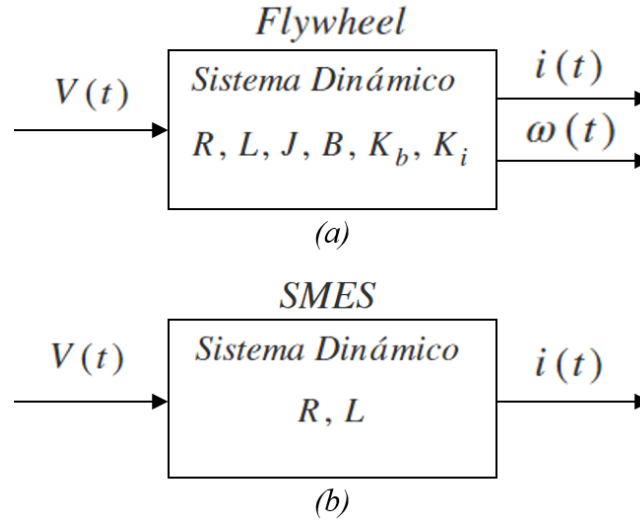 Flywheel
V(t)
Sistema Dinámico
R, L, J, B, K_b, K_i
i(t)
ω(t)
(a)
SMES
V(t)
Sistema Dinámico
R, L
i(t)
(b)